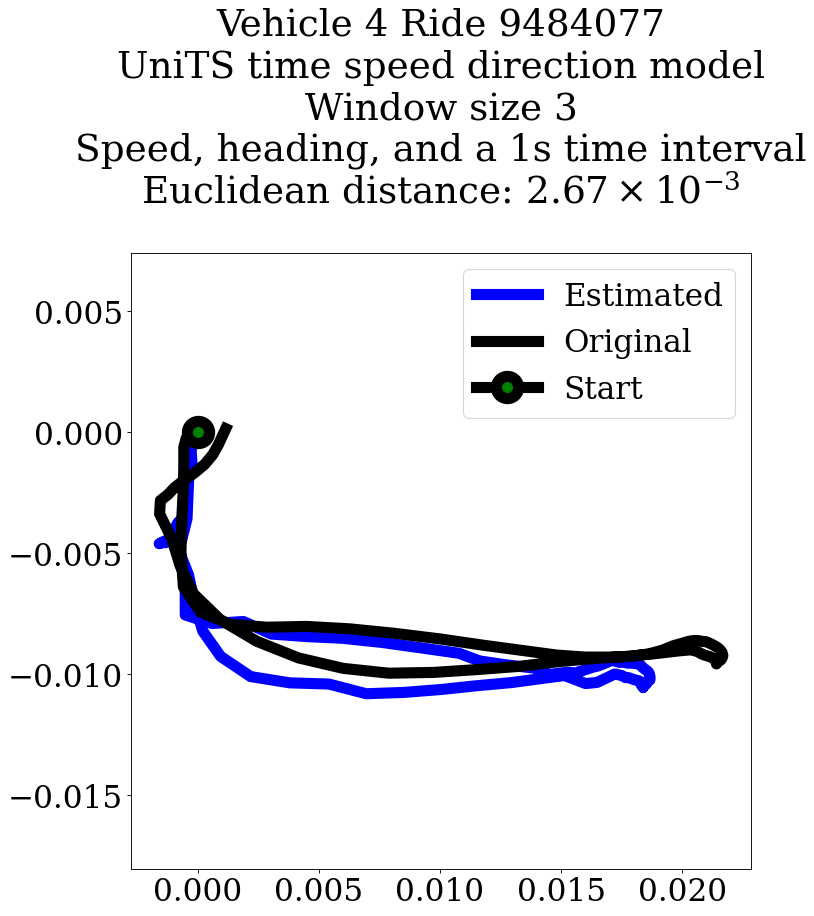 Vehicle 4 Ride 9484077
UniTS time speed direction model
Window size 3
Speed, heading, and a 1s time interval
Euclidean distance: 2.67 × 10⁻³
Estimated
Original
Start
0.005
0.000
−0.005
−0.010
−0.015
0.000 0.005 0.010 0.015 0.020